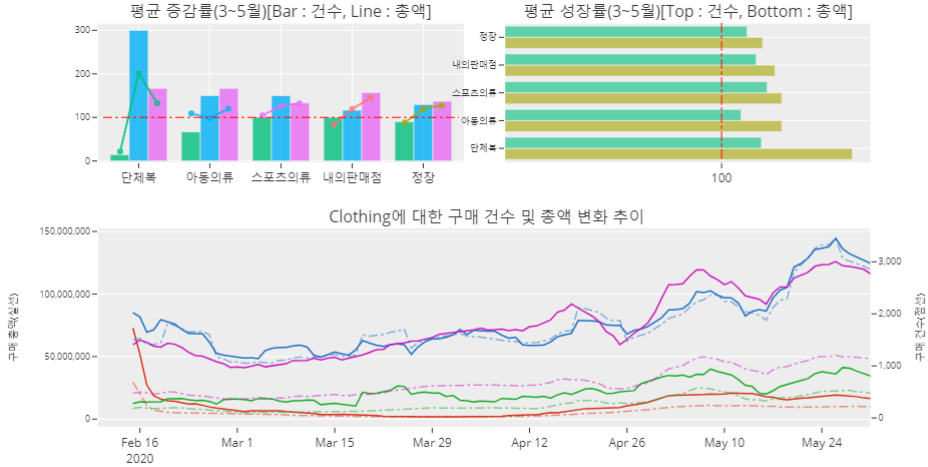 평균 증감률(3~5월)[Bar : 건수, Line : 총액]
300
200
100
0
단체복 아동의류 스포츠의류 내의판매점 정장
평균 성장률(3~5월)[Top : 건수, Bottom : 총액]
정장
내의판매점
스포츠의류
아동의류
단체복
100
Clothing에 대한 구매 건수 및 총액 변화 추이
구매 총액(실선)
150,000,000
100,000,000
50,000,000
0
3,000
2,000
1,000
0
구매 건수(점선)
Feb 16 Mar 1 Mar 15 Mar 29 Apr 12 Apr 26 May 10 May 24
2020